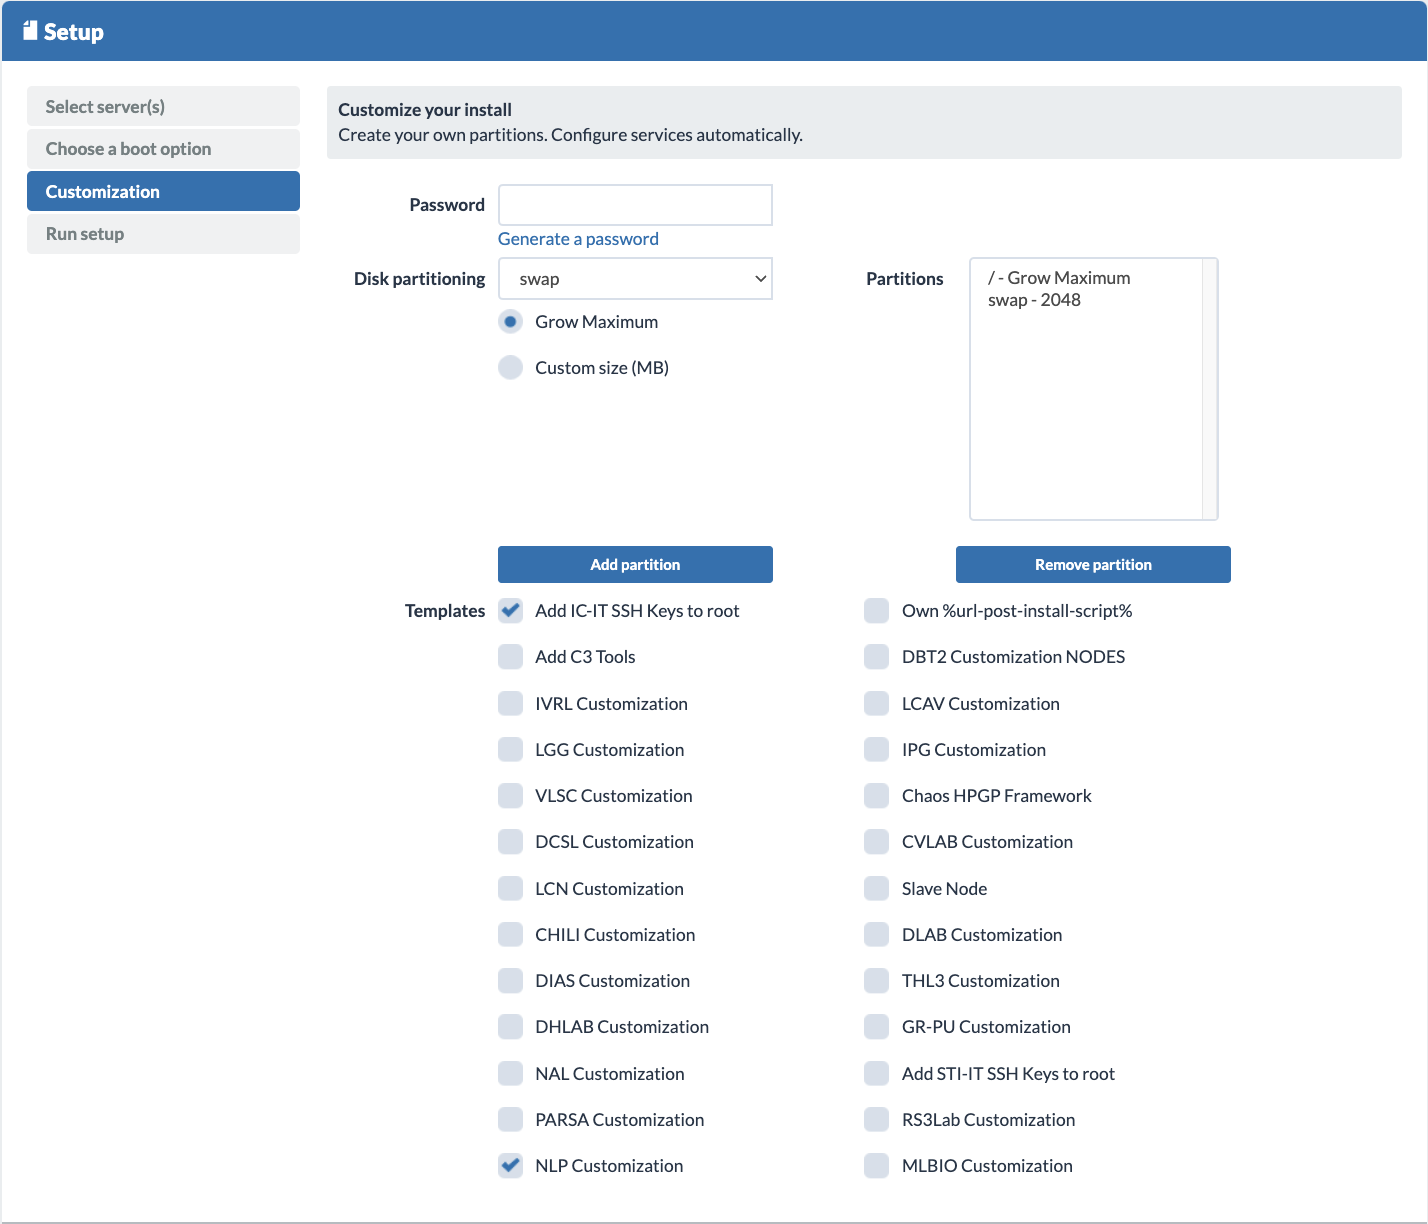 Setup
Select server(s)
Choose a boot option
Customization
Run setup
Customize your install
Create your own partitions. Configure services automatically.
Password
Generate a password
Disk partitioning
swap
Grow Maximum
Custom size (MB)
Partitions
/ - Grow Maximum
swap - 2048
Add partition
Remove partition
Templates
Add IC-IT SSH Keys to root
Own %url-post-install-script%
Add C3 Tools
DBT2 Customization NODES
IVRL Customization
LCAV Customization
LGG Customization
IPG Customization
VLSC Customization
Chaos HPGP Framework
DCSL Customization
CVLAB Customization
LCN Customization
Slave Node
CHILI Customization
DLAB Customization
DIAS Customization
THL3 Customization
DHLAB Customization
GR-PU Customization
NAL Customization
Add STI-IT SSH Keys to root
PARSA Customization
RS3Lab Customization
NLP Customization
MLBIO Customization